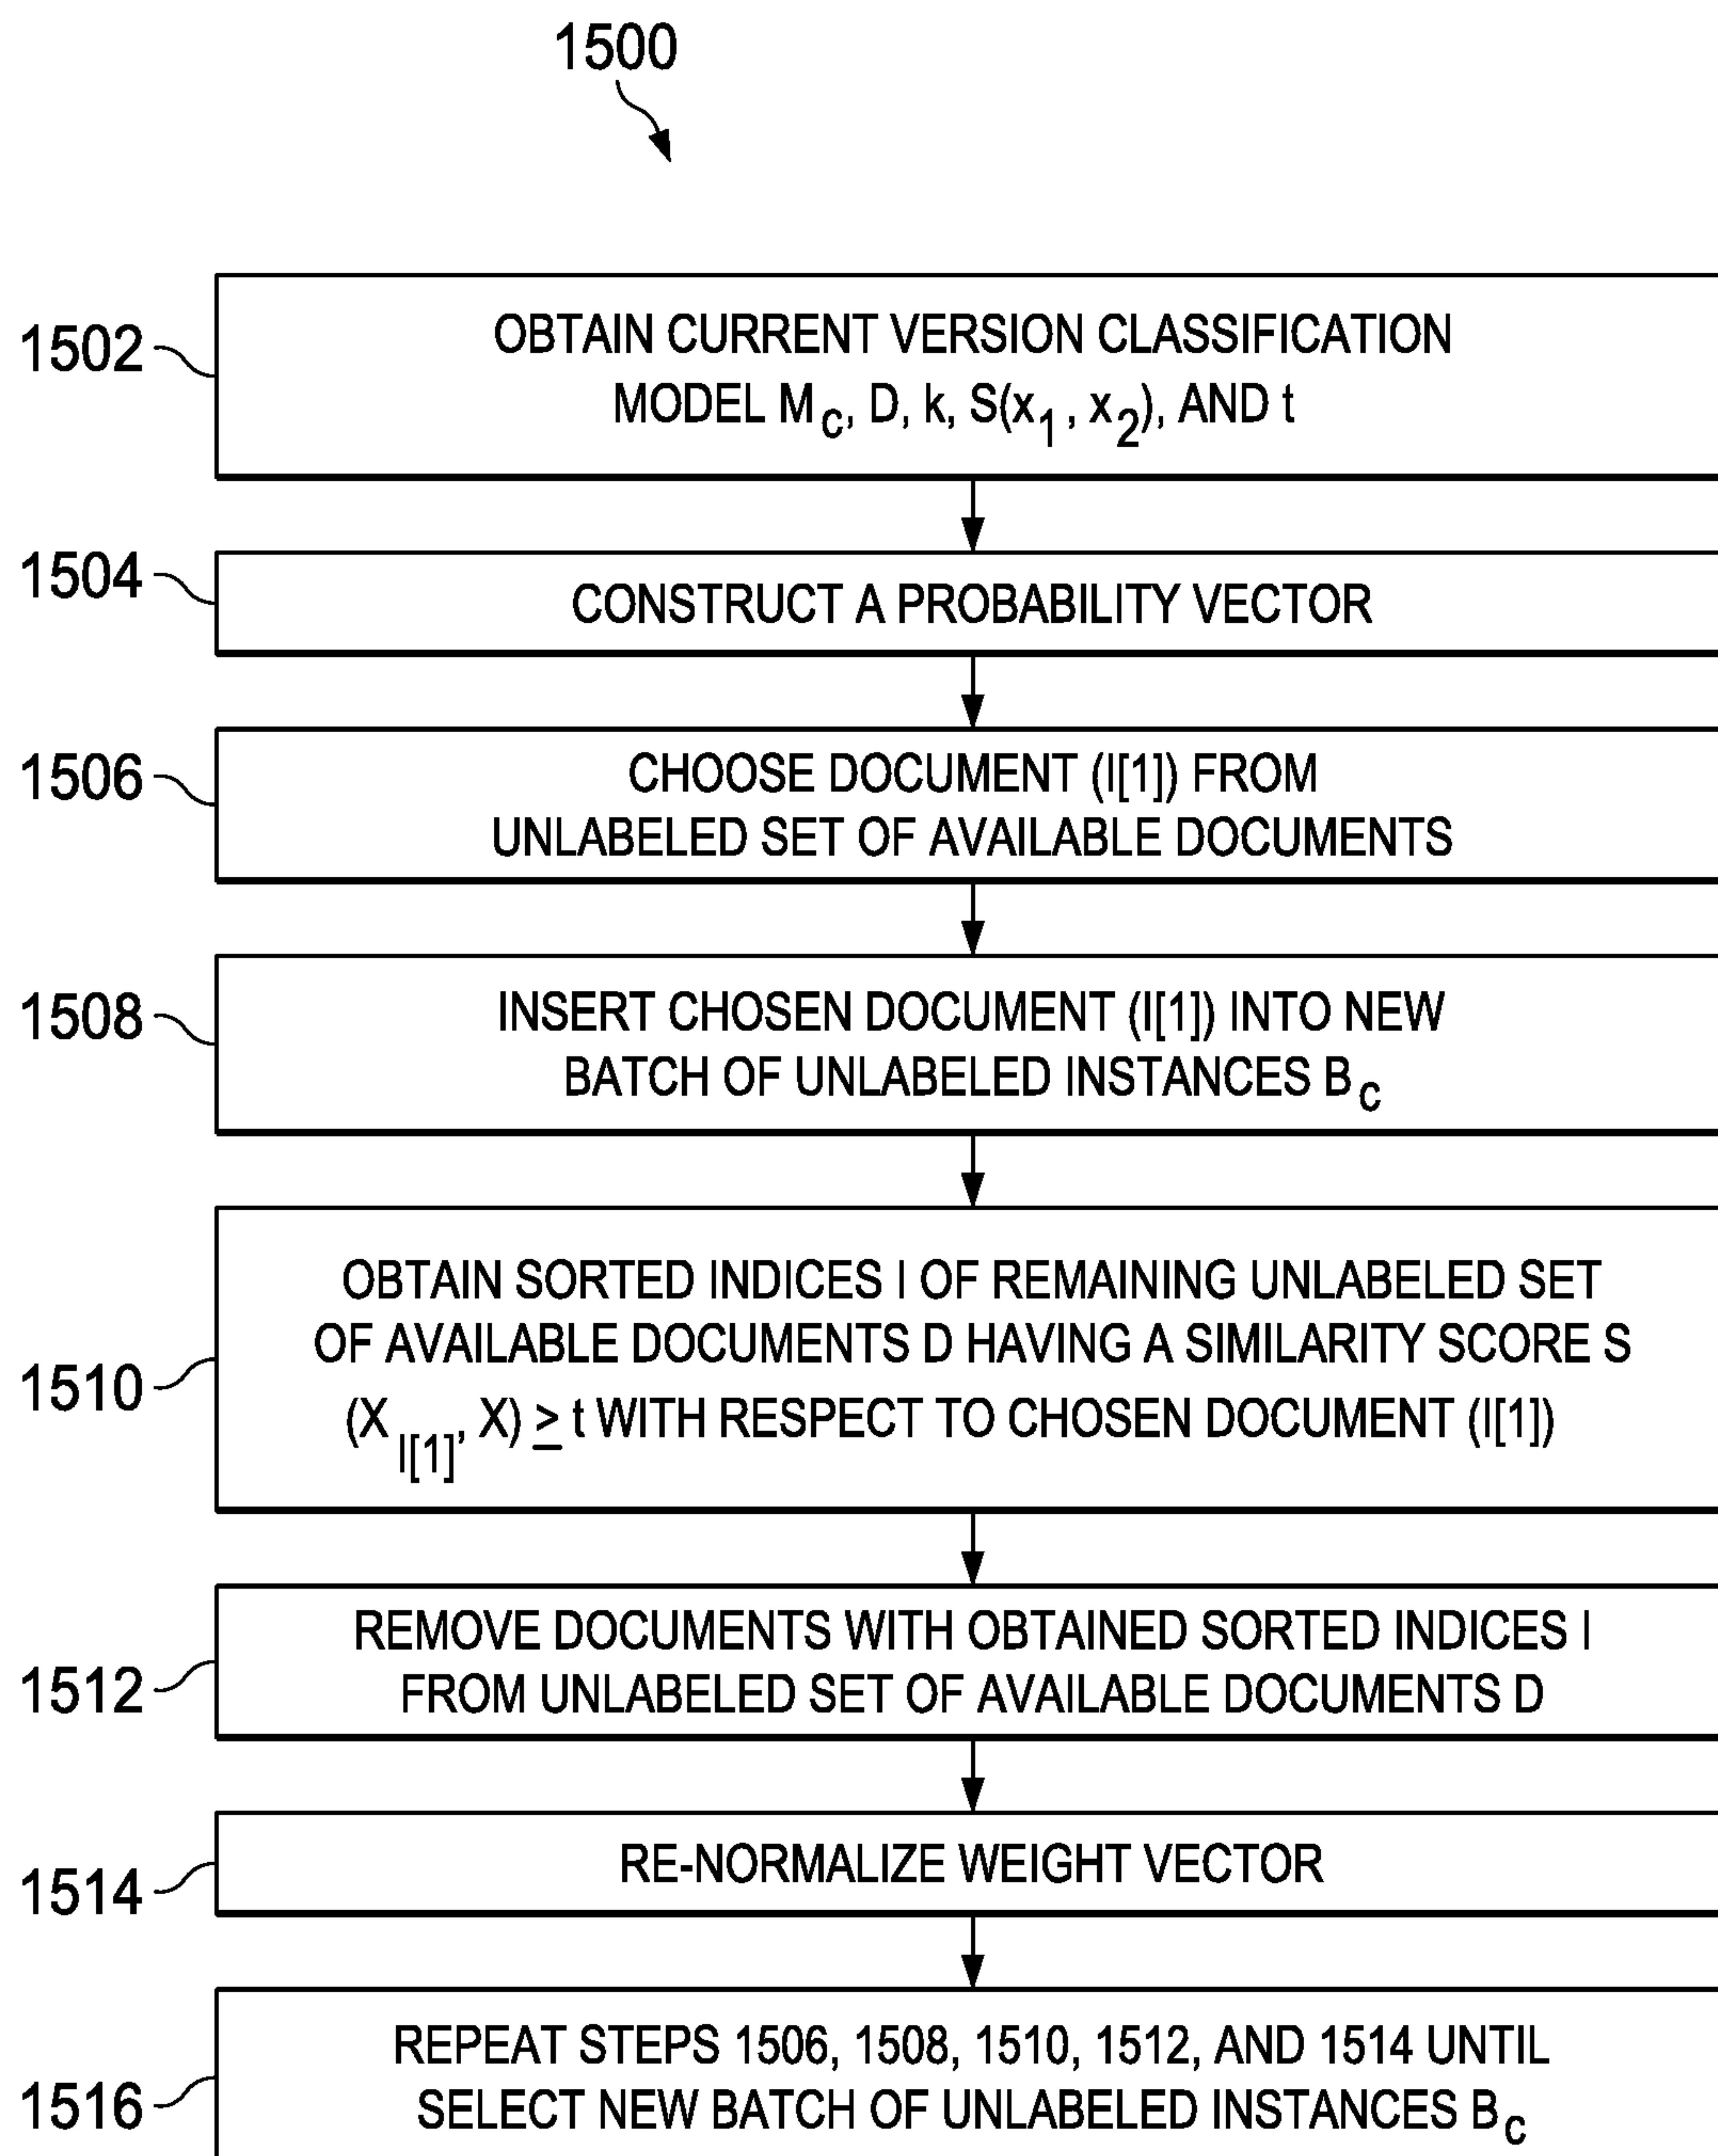 1500
1502
OBTAIN CURRENT VERSION CLASSIFICATION
MODEL M_C, D, k, S(x_1, x_2), AND t
1504
CONSTRUCT A PROBABILITY VECTOR
1506
CHOOSE DOCUMENT (I[1]) FROM
UNLABELED SET OF AVAILABLE DOCUMENTS
1508
INSERT CHOSEN DOCUMENT (I[1]) INTO NEW
BATCH OF UNLABELED INSTANCES B_C
1510
OBTAIN SORTED INDICES I OF REMAINING UNLABELED SET
OF AVAILABLE DOCUMENTS D HAVING A SIMILARITY SCORE S
(X_I[1], X) ≥ t WITH RESPECT TO CHOSEN DOCUMENT (I[1])
1512
REMOVE DOCUMENTS WITH OBTAINED SORTED INDICES I
FROM UNLABELED SET OF AVAILABLE DOCUMENTS D
1514
RE-NORMALIZE WEIGHT VECTOR
1516
REPEAT STEPS 1506, 1508, 1510, 1512, AND 1514 UNTIL
SELECT NEW BATCH OF UNLABELED INSTANCES B_C